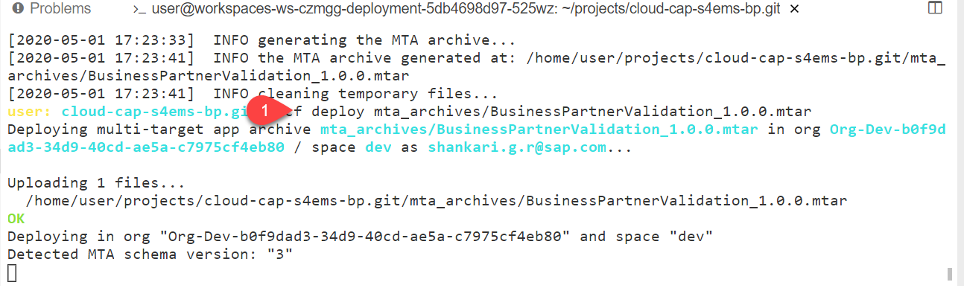 Problems
>_ user@workspaces-ws-czmgg-deployment-5db4698d97-525wz: ~/projects/cloud-cap-s4ems-bp.git ×
[2020-05-01 17:23:33]  INFO generating the MTA archive...
[2020-05-01 17:23:41]  INFO the MTA archive generated at: /home/user/projects/cloud-cap-s4ems-bp.git/mta_
archives/BusinessPartnerValidation_1.0.0.mtar
[2020-05-01 17:23:41]  INFO cleaning temporary files...
user: cloud-cap-s4ems-bp.gi 1 f deploy mta_archives/BusinessPartnerValidation_1.0.0.mtar
Deploying multi-target app archive mta_archives/BusinessPartnerValidation_1.0.0.mtar in org Org-Dev-b0f9d
ad3-34d9-40cd-ae5a-c7975cf4eb80 / space dev as shankari.g.r@sap.com...
Uploading 1 files...
/home/user/projects/cloud-cap-s4ems-bp.git/mta_archives/BusinessPartnerValidation_1.0.0.mtar
OK
Deploying in org "Org-Dev-b0f9dad3-34d9-40cd-ae5a-c7975cf4eb80" and space "dev"
Detected MTA schema version: "3"